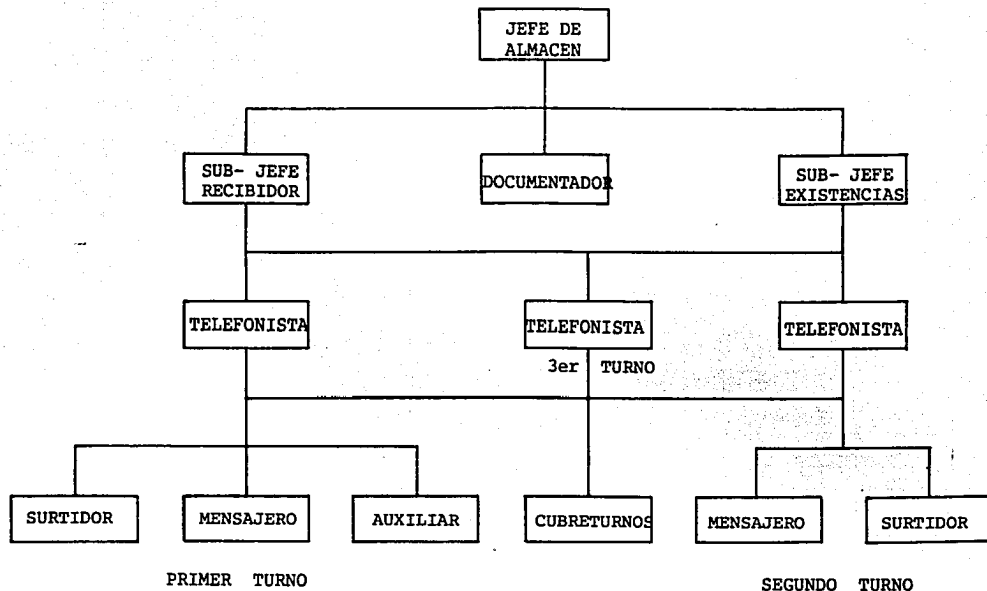 JEFE DE
ALMACEN
SUB- JEFE
RECIBIDOR
DOCUMENTADOR
SUB- JEFE
EXISTENCIAS
TELEFONISTA
TELEFONISTA
TELEFONISTA
3er TURNO
SURTIDOR
MENSAJERO
AUXILIAR
CUBRETURNOS
MENSAJERO
SURTIDOR
PRIMER TURNO
SEGUNDO TURNO